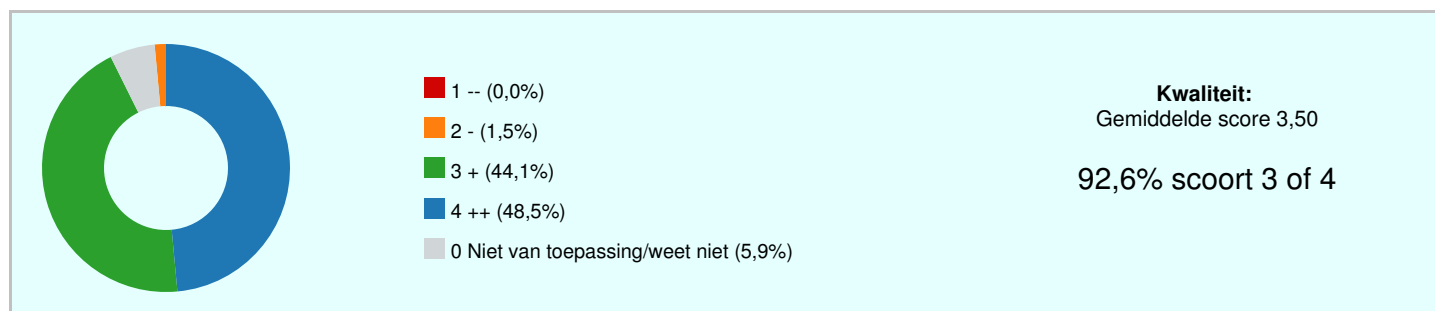 1 -- (0,0%)
2 - (1,5%)
3 + (44,1%)
4 ++ (48,5%)
0 Niet van toepassing/weet niet (5,9%)
Kwaliteit:
Gemiddelde score 3,50
92,6% scoort 3 of 4